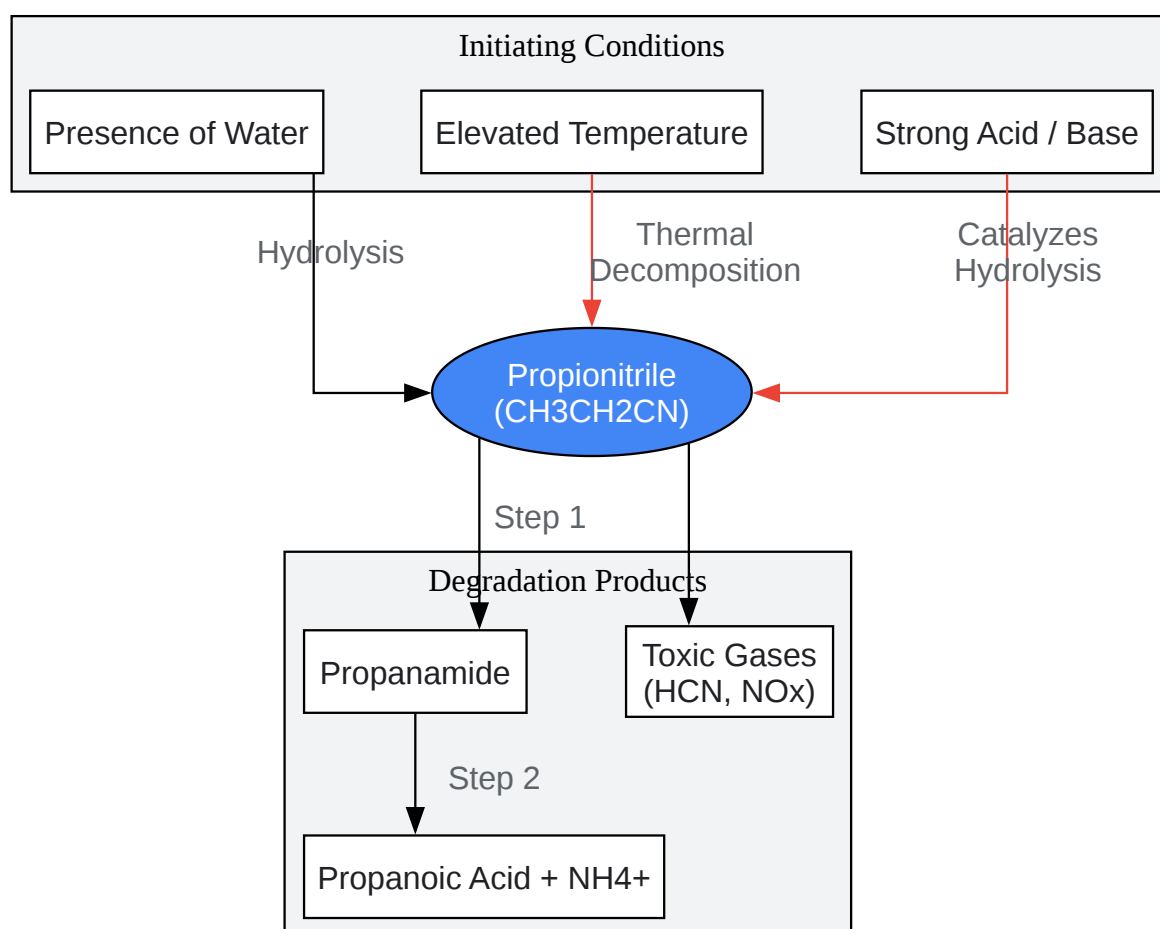 Initiating Conditions
Presence of Water
Elevated Temperature
Strong Acid / Base
Hydrolysis
Thermal
Decomposition
Catalyzes
Hydrolysis
Propionitrile
(CH3CH2CN)
Step 1
Degradation Products
Propanamide
Toxic Gases
(HCN, NOx)
Step 2
Propanoic Acid + NH4+